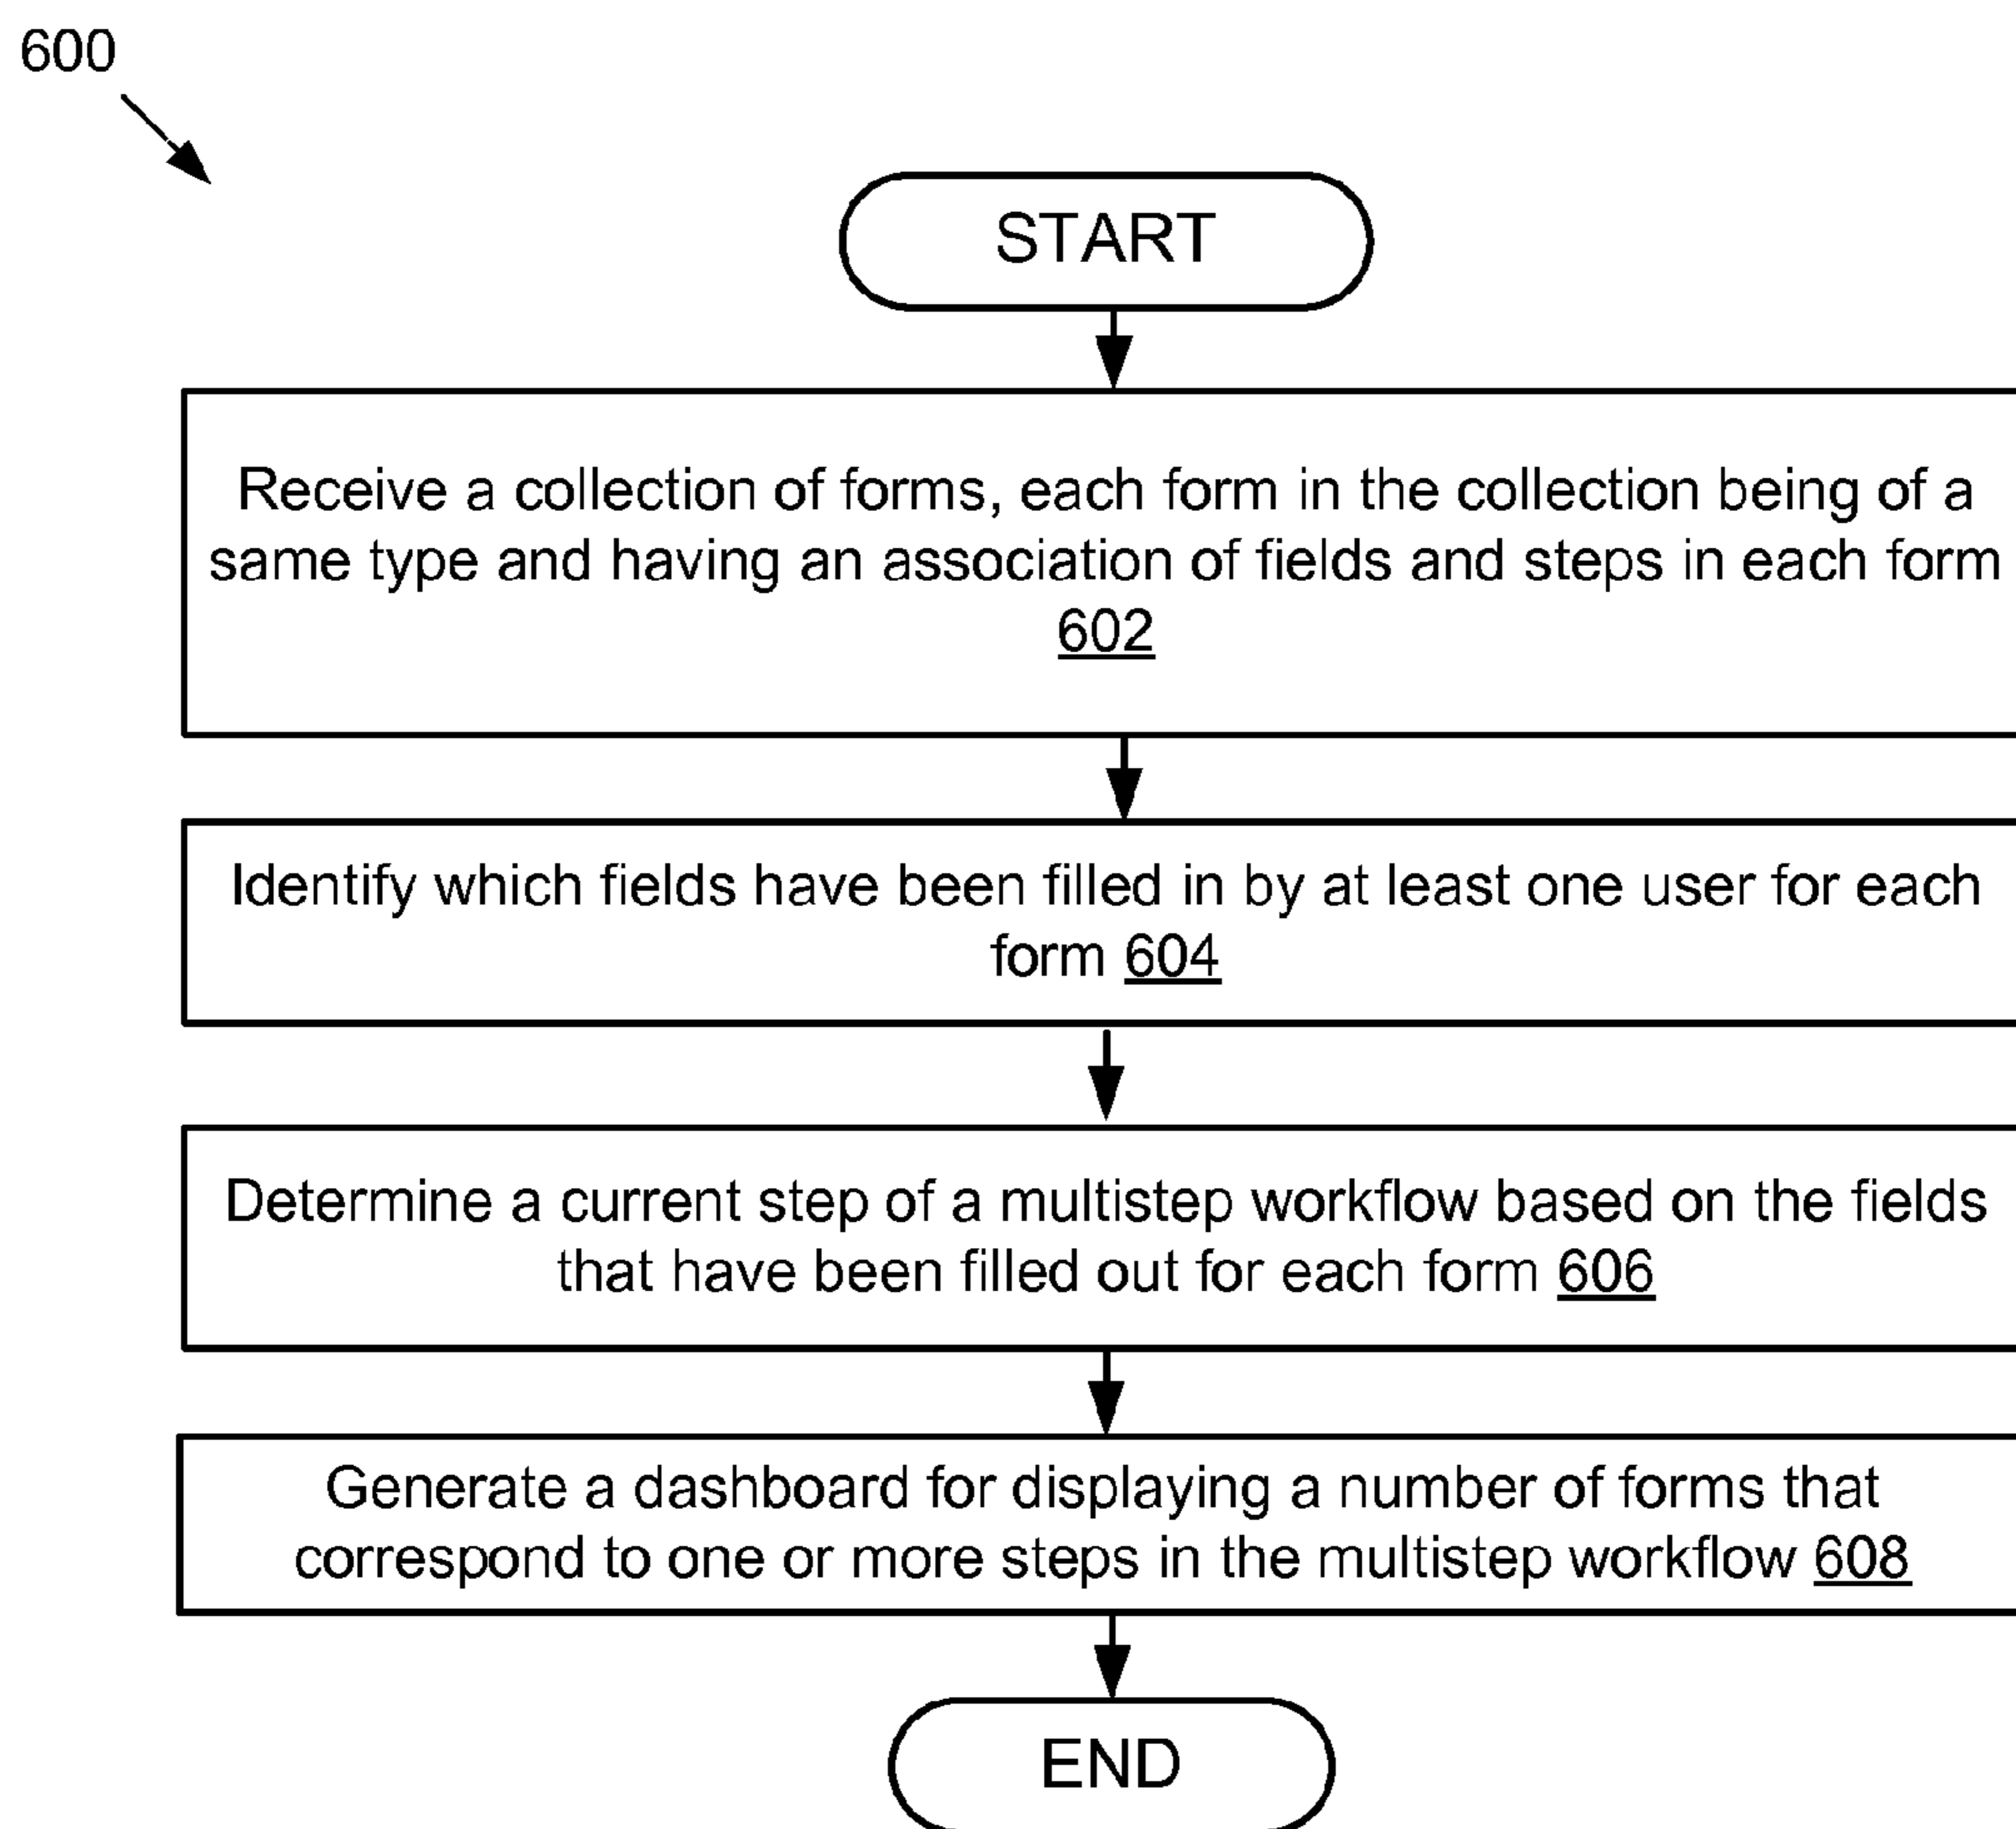 600
START
Receive a collection of forms, each form in the collection being of a
same type and having an association of fields and steps in each form
602
Identify which fields have been filled in by at least one user for each
form 604
Determine a current step of a multistep workflow based on the fields
that have been filled out for each form 606
Generate a dashboard for displaying a number of forms that
correspond to one or more steps in the multistep workflow 608
END